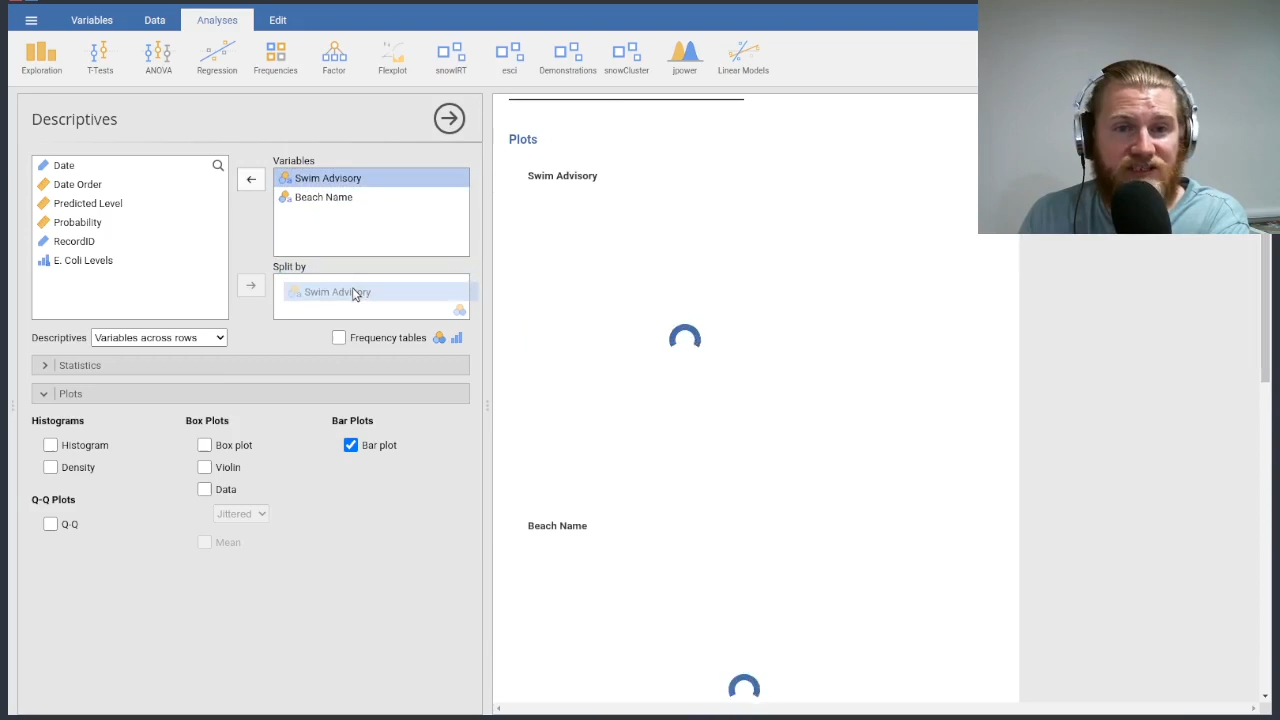 Variables
Data
Analyses
Edit
Exploration
T-Tests
ANOVA
Regression
Frequencies
Factor
Flexplot
snowIRT
esci
Demonstrations
snowCluster
jpower
Linear Models
Descriptives
Date
Date Order
Predicted Level
Probability
RecordID
E. Coli Levels
Variables
Swim Advisory
Beach Name
Split by
Swim Advisory
Descriptives
Variables across rows
Frequency tables
Statistics
Plots
Histograms
Histogram
Density
Q-Q Plots
Q-Q
Box Plots
Box plot
Violin
Data
Jittered
Mean
Bar Plots
Bar plot
Plots
Swim Advisory
Beach Name